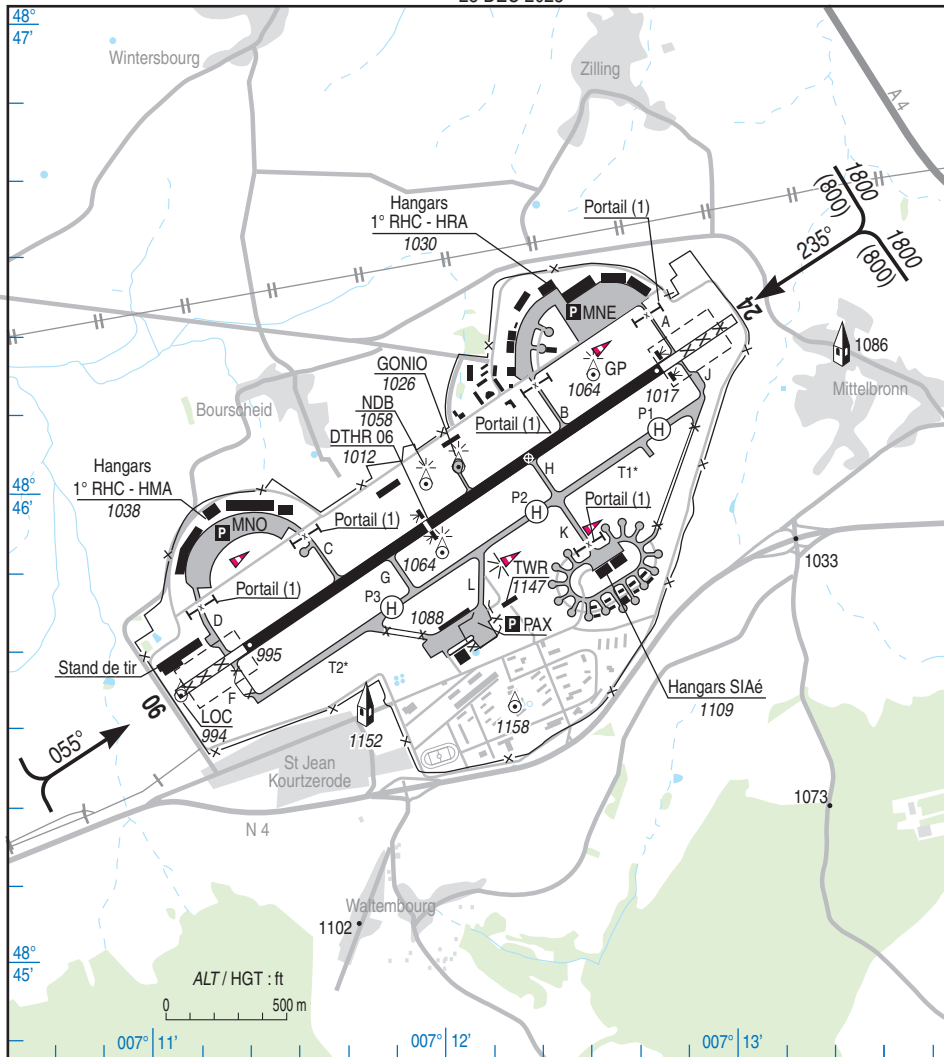 48°
47'
Wintersbourg
Zilling
A 4
Hangars
1° RHC - HRA
1030
Portail (1)
1800
(800)
1800
(800)
235°
24
MNE
P
A
GONIO
1026
GP
1064
1017
J
1086
Mittelbronn
NDB
1058
Bourscheid
DTHR 06
1012
Portail (1)
B
P1
H
T1*
Hangars
1° RHC - HMA
1038
48°
46'
P
MNO
Portail (1)
C
H
P2
H
Portail (1)
K
1033
1064
G
L
TWR
1147
Portail (1)
P3
H
1088
P
PAX
D
995
Stand de tir
T2*
F
Hangars SIAé
1109
06
LOC
994
1158
1152
055°
St Jean
Kourtzerode
1073
N 4
Waltembourg
1102
48°
45'
ALT / HGT : ft
0
500 m
007° 11'
007° 12'
007° 13'